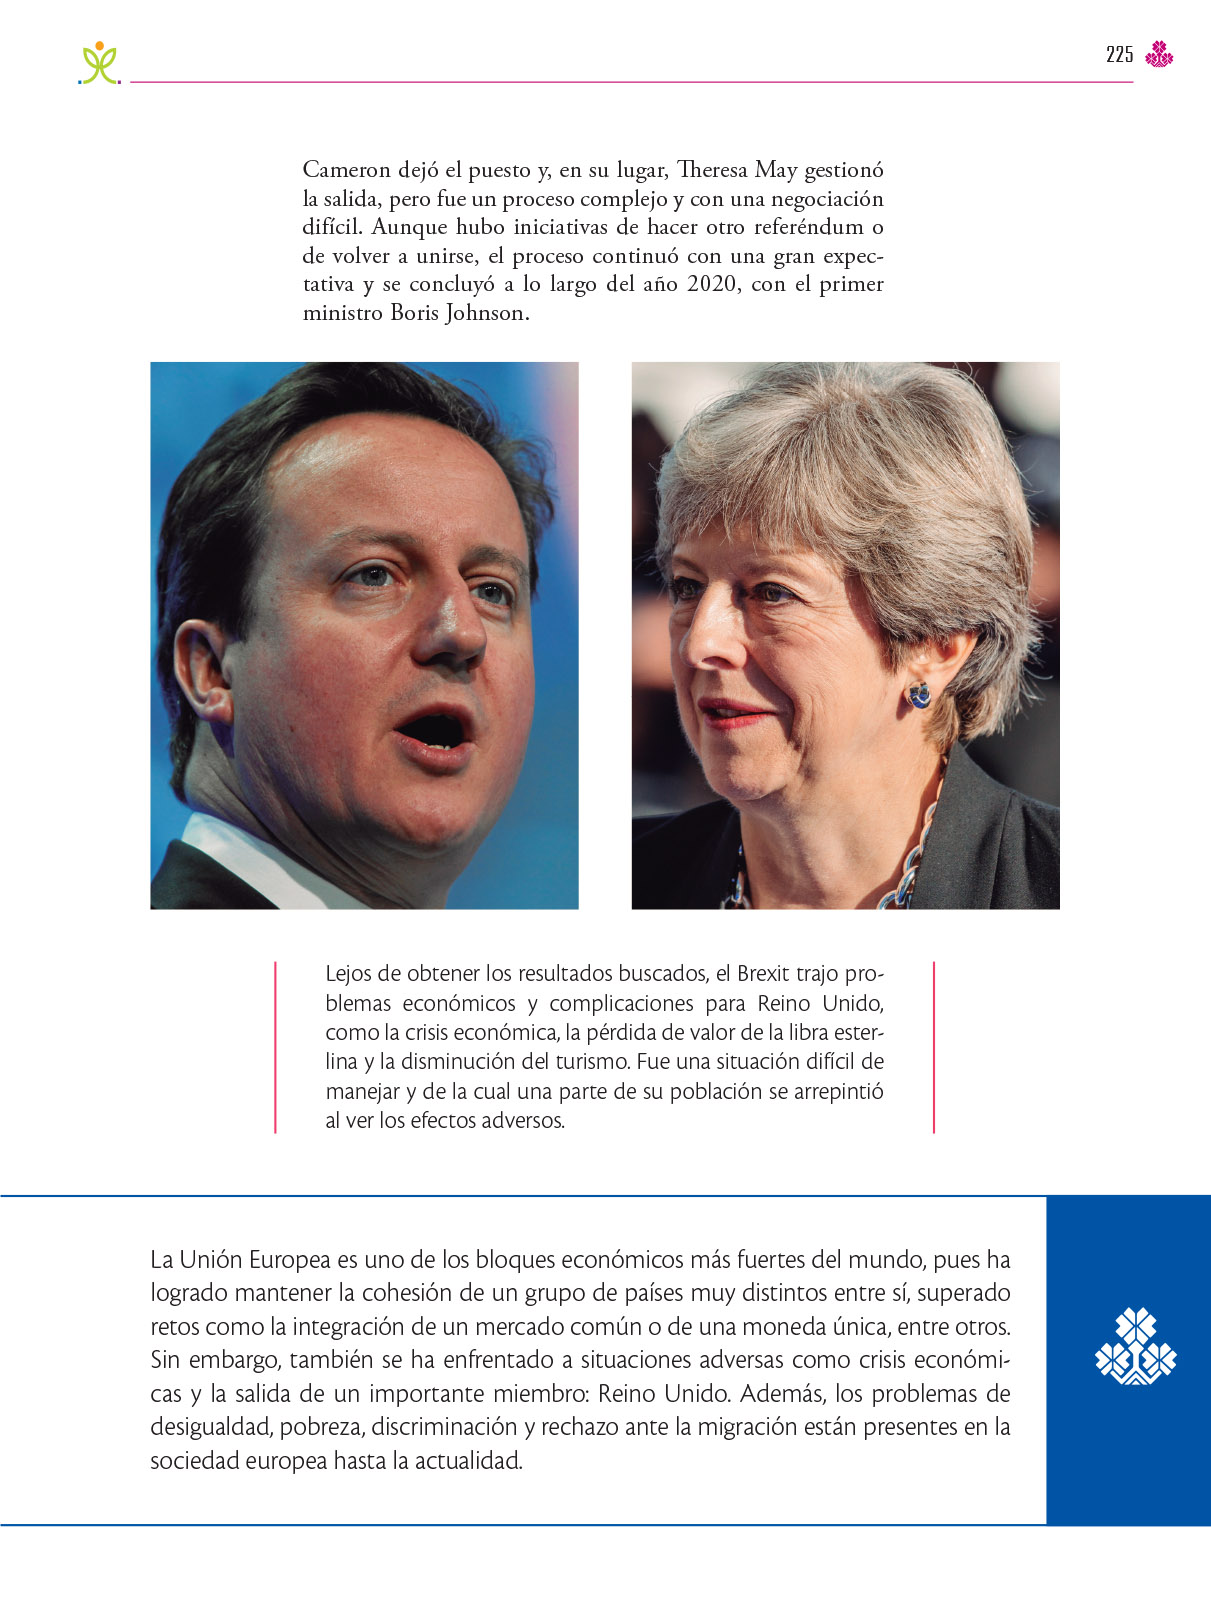 225
Cameron dejó el puesto y, en su lugar, Theresa May gestionó
la salida, pero fue un proceso complejo y con una negociación
difícil. Aunque hubo iniciativas de hacer otro referéndum o
de volver a unirse, el proceso continuó con una gran expec-
tativa y se concluyó a lo largo del año 2020, con el primer
ministro Boris Johnson.
Lejos de obtener los resultados buscados, el Brexit trajo pro-
blemas económicos y complicaciones para Reino Unido,
como la crisis económica, la pérdida de valor de la libra ester-
lina y la disminución del turismo. Fue una situación difícil de
manejar y de la cual una parte de su población se arrepintió
al ver los efectos adversos.
La Unión Europea es uno de los bloques económicos más fuertes del mundo, pues ha
logrado mantener la cohesión de un grupo de países muy distintos entre sí, superado
retos como la integración de un mercado común o de una moneda única, entre otros.
Sin embargo, también se ha enfrentado a situaciones adversas como crisis económi-
cas y la salida de un importante miembro: Reino Unido. Además, los problemas de
desigualdad, pobreza, discriminación y rechazo ante la migración están presentes en la
sociedad europea hasta la actualidad.